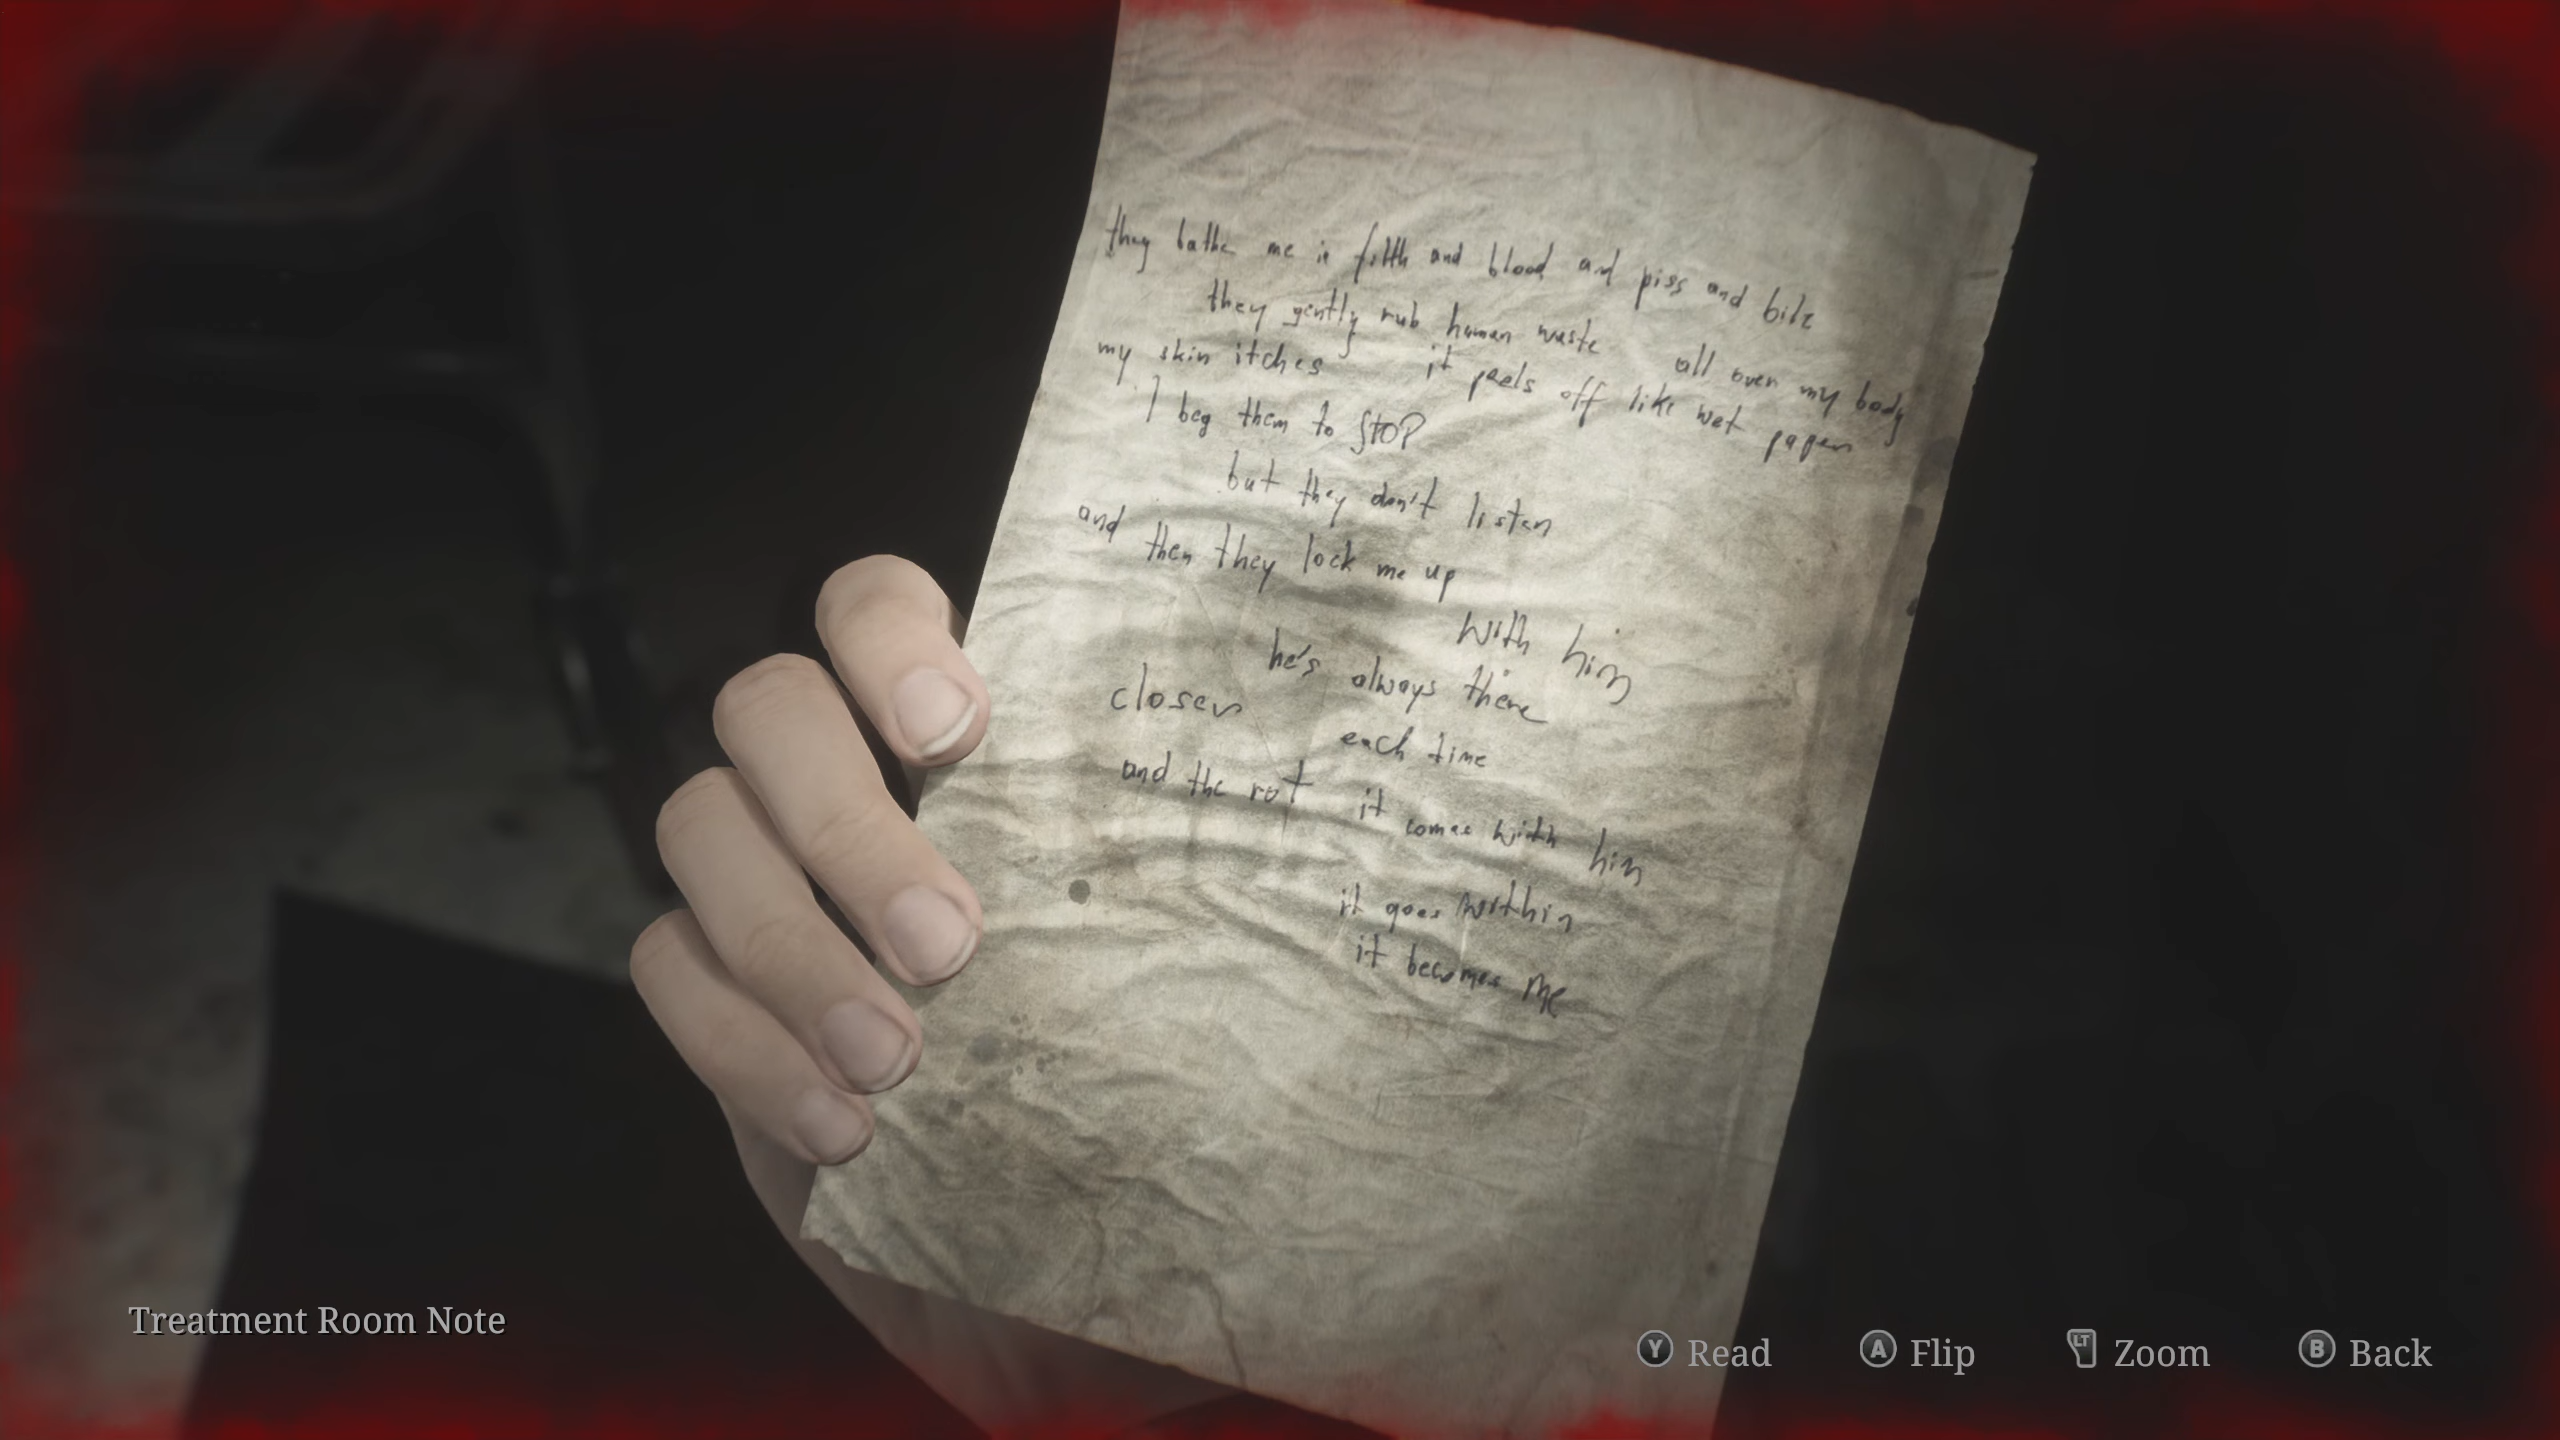 they bathe me in filth and blood and piss and bile
they gently rub human waste all over my body
my skin itches it peels off like wet paper
I beg them to STOP
but they don't listen
and then they lock me up
with him
he's always there
closer
each time
and the rot it comes with him
it goes within
it becomes me
Treatment Room Note
Y Read A Flip LT Zoom B Back